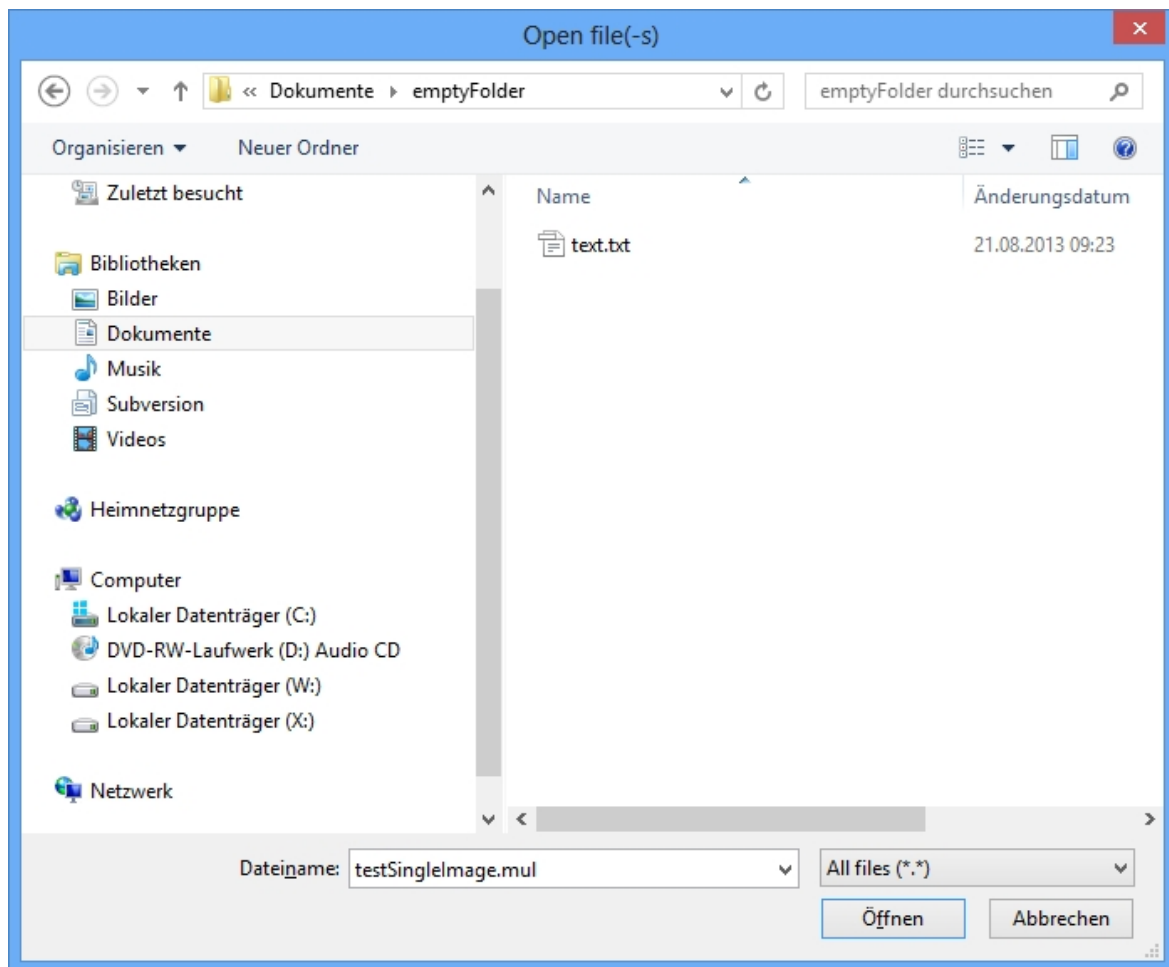 Open file(-s)
« Dokumente emptyFolder
emptyFolder durchsuchen
Organisieren Neuer Ordner
Name Änderungsdatum
Zuletzt besucht
text.txt 21.08.2013 09:23
Bibliotheken
Bilder
Dokumente
Musik
Subversion
Videos
Heimnetzgruppe
Computer
Lokaler Datenträger (C:)
DVD-RW-Laufwerk (D:) Audio CD
Lokaler Datenträger (W:)
Lokaler Datenträger (X:)
Netzwerk
Dateiname: testSingleImage.mul All files (*.*)
Öffnen Abbrechen